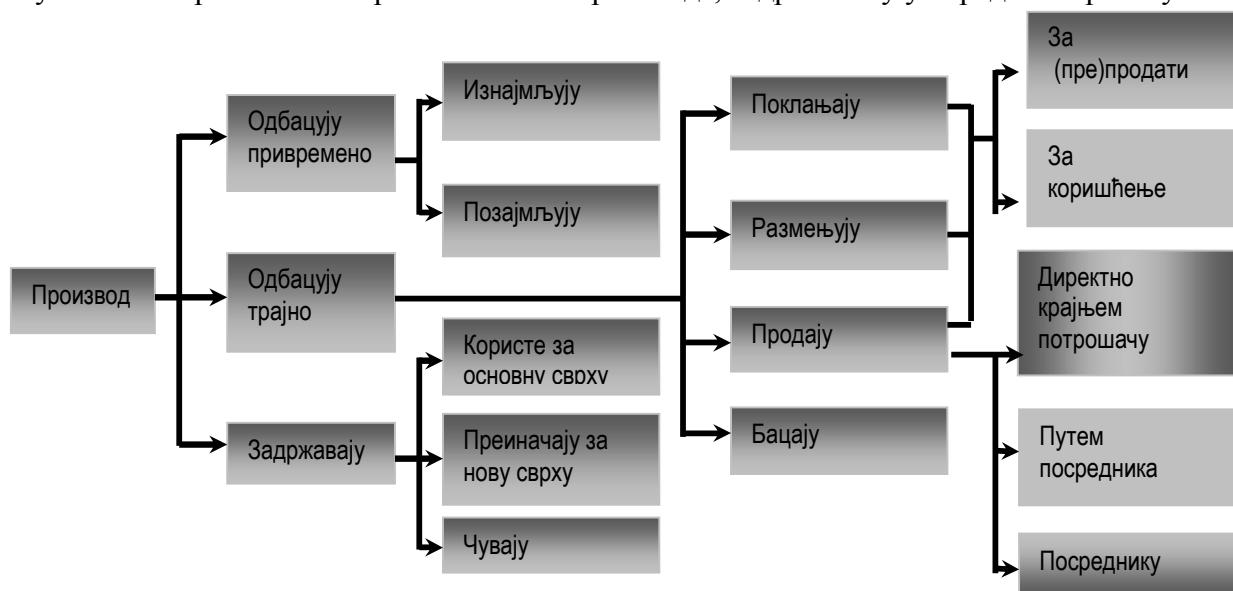 Производ
Одбацују
привремено
Одбацују
трајно
Задржавају
Изнајмљују
Позајмљују
Користе за
основну сврху
Преиначају за
нову сврху
Чувају
Поклањају
Размењују
Продају
Бацају
За
(пре)продати
За
коришћење
Директно
крајњем
потрошачу
Путем
посредника
Посреднику